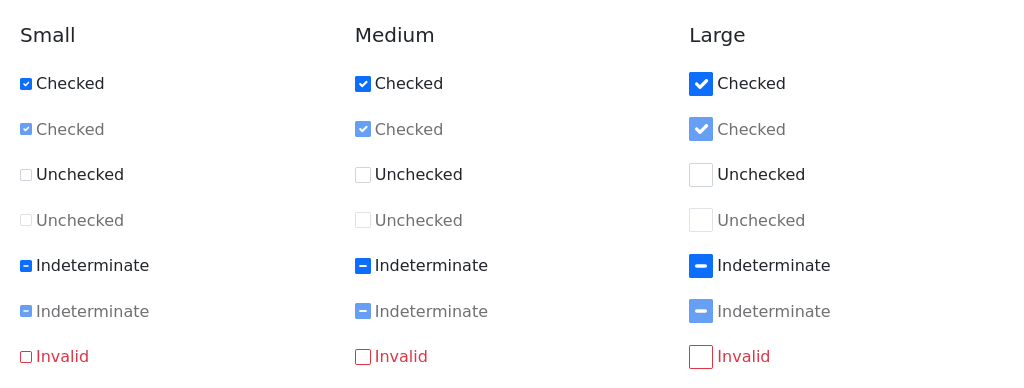 Small
Checked
Checked
Unchecked
Unchecked
Indeterminate
Indeterminate
Invalid
Medium
Checked
Checked
Unchecked
Unchecked
Indeterminate
Indeterminate
Invalid
Large
Checked
Checked
Unchecked
Unchecked
Indeterminate
Indeterminate
Invalid